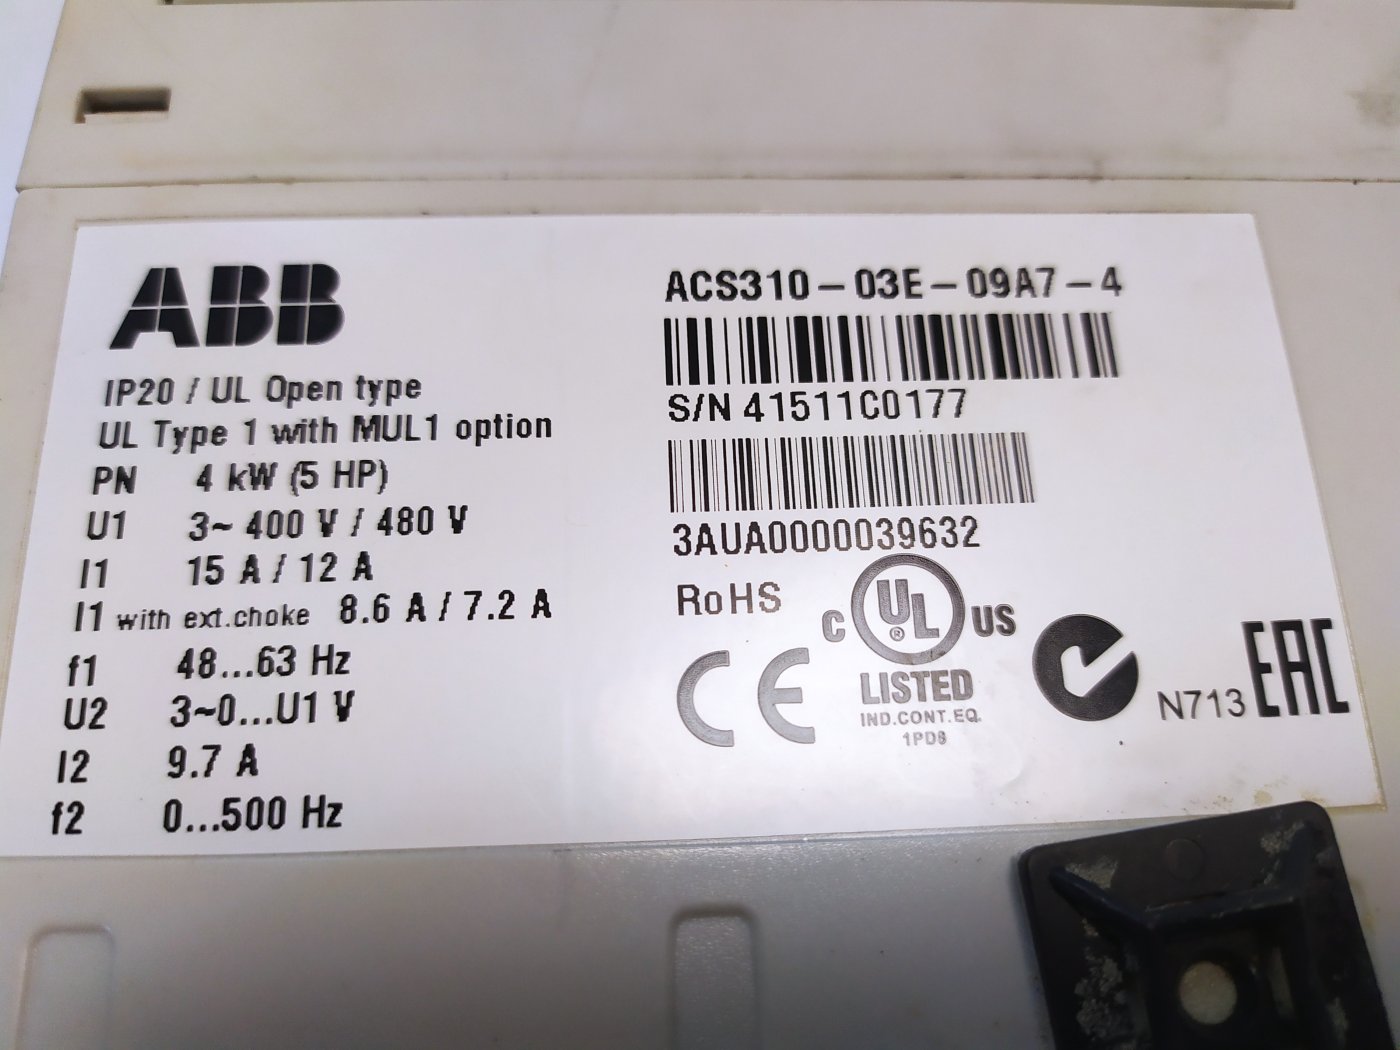 ABB
IP20 / UL Open type
UL Type 1 with MUL1 option
PN 4 kW (5 HP)
U1 3~ 400 V / 480 V
I1 15 A / 12 A
I1 with ext.choke 8.6 A / 7.2 A
f1 48...63 Hz
U2 3~0...U1 V
I2 9.7 A
f2 0...500 Hz
ACS310-03E-09A7-4
S/N 41511C0177
3AUA0000039632
RoHS
C UL ® US
LISTED
IND.CONT.EQ.
1PD8
CE
N713
EAC